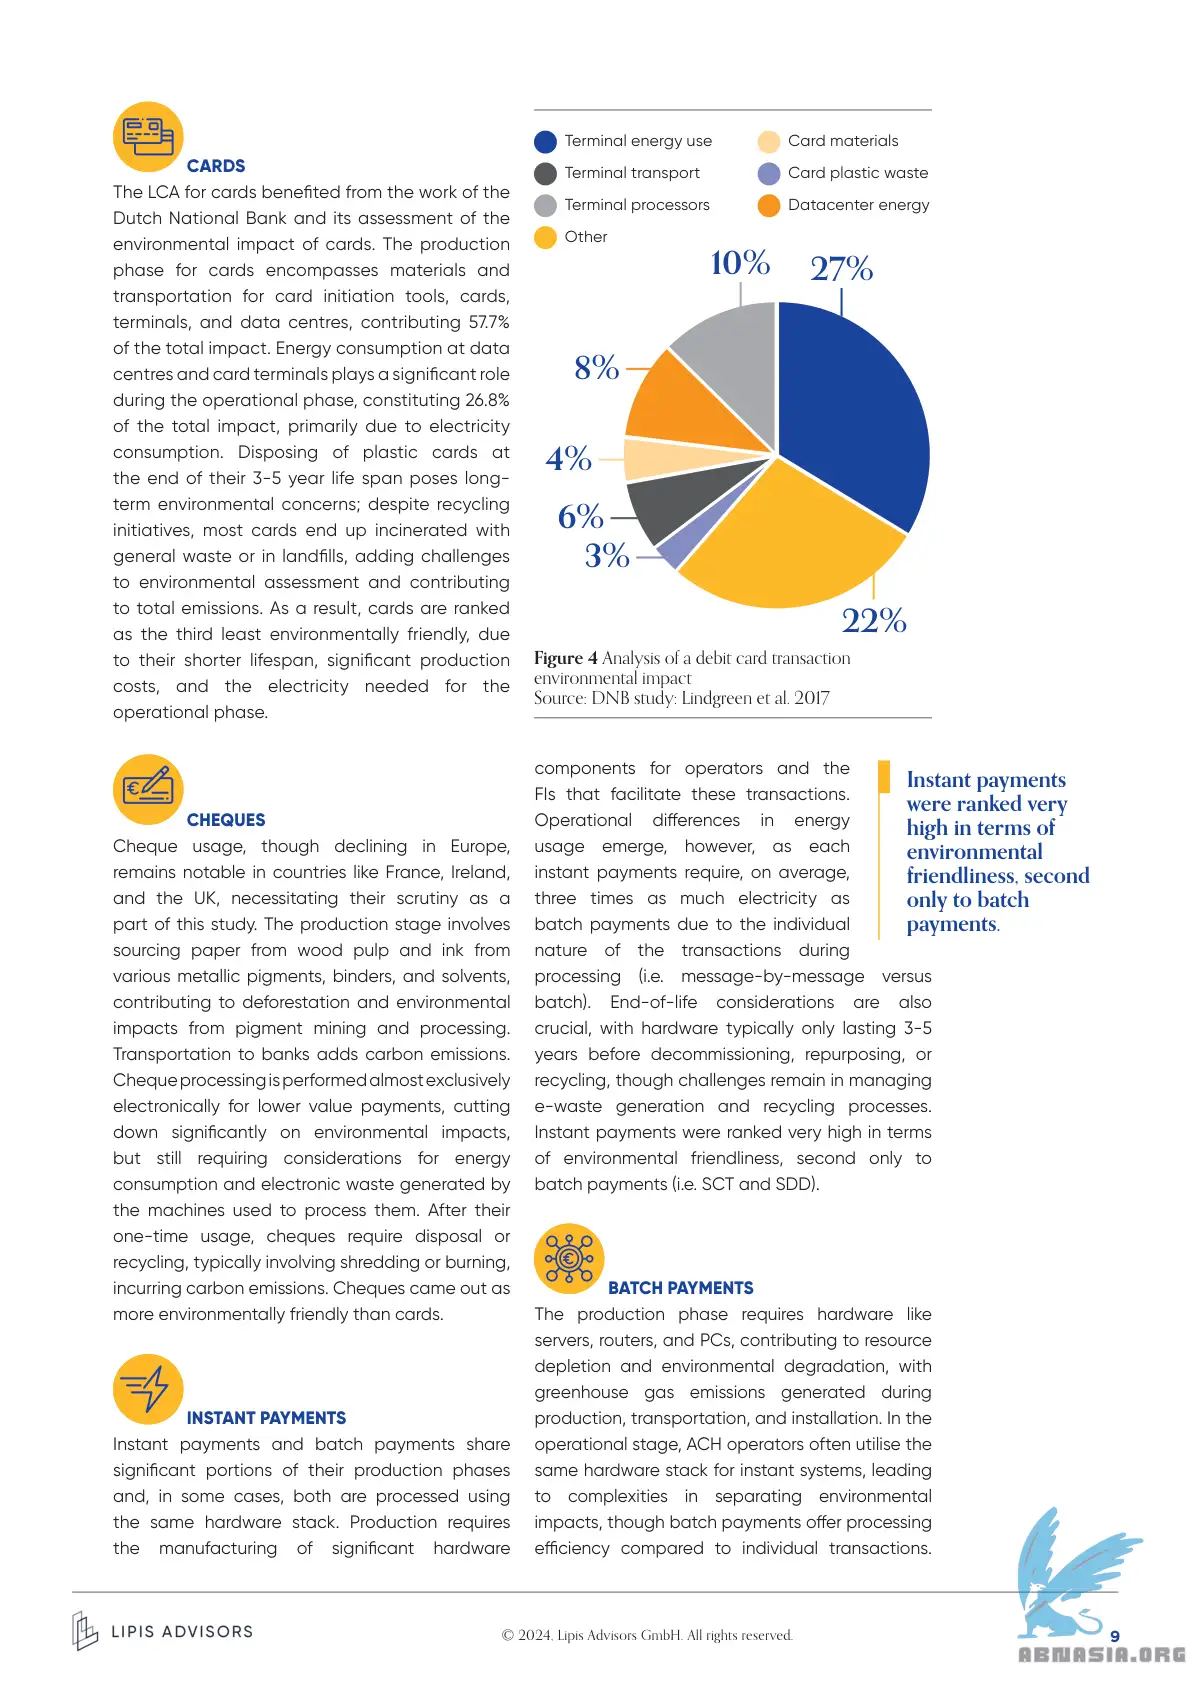 CARDS
The LCA for cards benefited from the work of the
Dutch National Bank and its assessment of the
environmental impact of cards. The production
phase for cards encompasses materials and
transportation for card initiation tools, cards,
terminals, and data centres, contributing 57.7%
of the total impact. Energy consumption at data
centres and card terminals plays a significant role
during the operational phase, constituting 26.8%
of the total impact, primarily due to electricity
consumption. Disposing of plastic cards at
the end of their 3-5 year life span poses long-
term environmental concerns; despite recycling
initiatives, most cards end up incinerated with
general waste or in landfills, adding challenges
to environmental assessment and contributing
to total emissions. As a result, cards are ranked
as the third least environmentally friendly, due
to their shorter lifespan, significant production
costs, and the electricity needed for the
operational phase.
Terminal energy use
Terminal transport
Terminal processors
Other
Card materials
Card plastic waste
Datacenter energy
10%
27%
8%
4%
6%
3%
22%
Figure 4 Analysis of a debit card transaction
environmental impact
Source: DNB study: Lindgreen et al. 2017
CHEQUES
Cheque usage, though declining in Europe,
remains notable in countries like France, Ireland,
and the UK, necessitating their scrutiny as a
part of this study. The production stage involves
sourcing paper from wood pulp and ink from
various metallic pigments, binders, and solvents,
contributing to deforestation and environmental
impacts from pigment mining and processing.
Transportation to banks adds carbon emissions.
Cheque processing is performed almost exclusively
electronically for lower value payments, cutting
down significantly on environmental impacts,
but still requiring considerations for energy
consumption and electronic waste generated by
the machines used to process them. After their
one-time usage, cheques require disposal or
recycling, typically involving shredding or burning,
incurring carbon emissions. Cheques came out as
more environmentally friendly than cards.
INSTANT PAYMENTS
Instant payments and batch payments share
significant portions of their production phases
and, in some cases, both are processed using
the same hardware stack. Production requires
the manufacturing of significant hardware
components for operators and the
FIs that facilitate these transactions.
Operational differences in energy
usage emerge, however, as each
instant payments require, on average,
three times as much electricity as
batch payments due to the individual
nature of the transactions during
processing (i.e. message-by-message versus
batch). End-of-life considerations are also
crucial, with hardware typically only lasting 3-5
years before decommissioning, repurposing, or
recycling, though challenges remain in managing
e-waste generation and recycling processes.
Instant payments were ranked very high in terms
of environmental friendliness, second only to
batch payments (i.e. SCT and SDD).
Instant payments
were ranked very
high in terms of
environmental
friendliness, second
only to batch
payments.
BATCH PAYMENTS
The production phase requires hardware like
servers, routers, and PCs, contributing to resource
depletion and environmental degradation, with
greenhouse gas emissions generated during
production, transportation, and installation. In the
operational stage, ACH operators often utilise the
same hardware stack for instant systems, leading
to complexities in separating environmental
impacts, though batch payments offer processing
efficiency compared to individual transactions.
LIPIS ADVISORS
© 2024, Lipis Advisors GmbH. All rights reserved.
9
ABNASIA.ORG